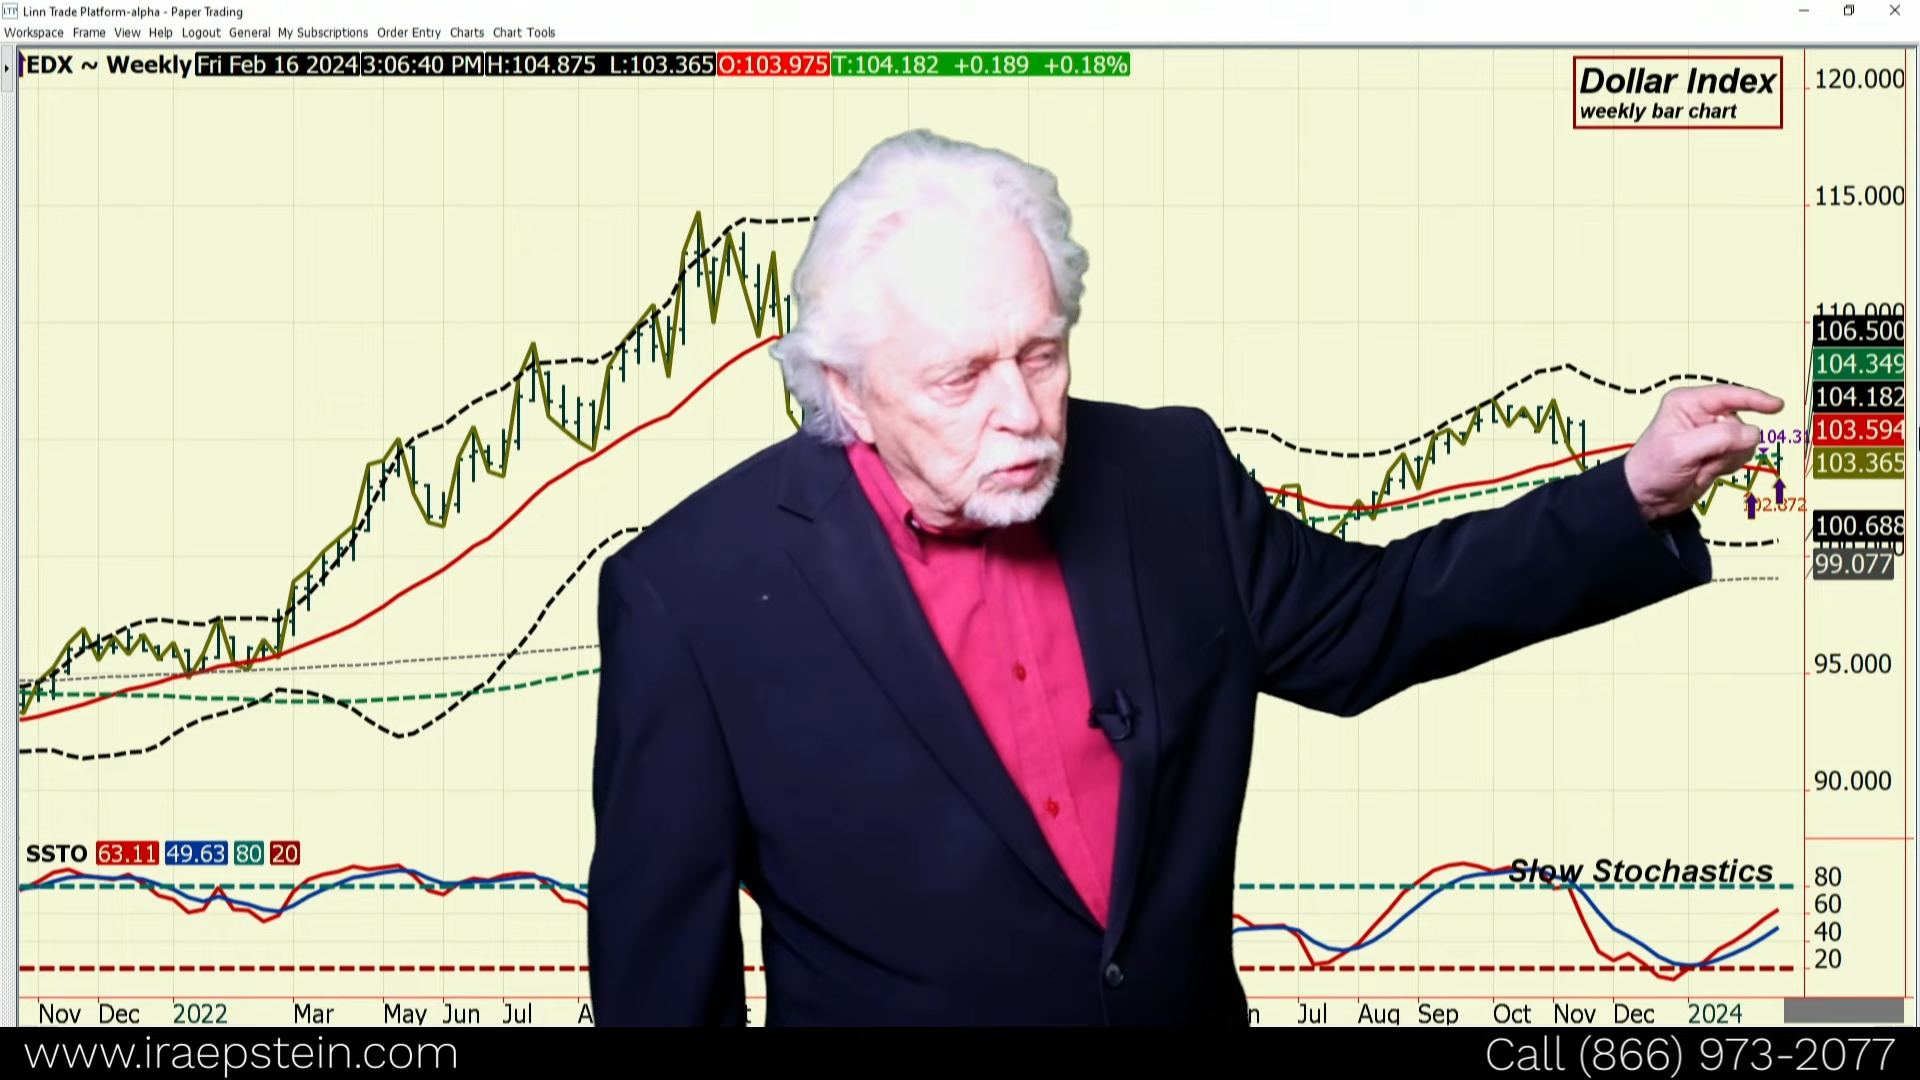 LTP Linn Trade Platform-alpha - Paper Trading
Workspace Frame View Help Logout General My Subscriptions Order Entry Charts Chart Tools
EDX ~ Weekly Fri Feb 16 2024 3:06:40 PM H:104.875 L:103.365 O:103.975 T:104.182 +0.189 +0.18%
Dollar Index
weekly bar chart
120.000
115.000
110.000
106.500
104.349
104.182
103.594
103.365
100.688
99.077
95.000
90.000
SSTO 63.11 49.63 80 20
Slow Stochastics
80
60
40
20
Nov Dec 2022 Mar May Jun Jul Jul Aug Sep Oct Nov Dec 2024
www.iraepstein.com
Call (866) 973-2077